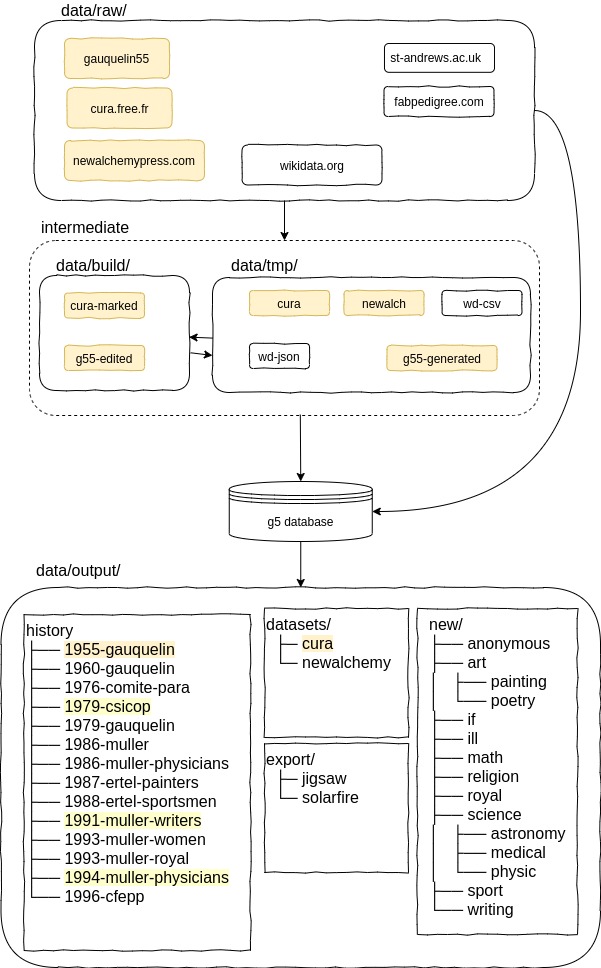 data/raw/
gauquelin55
st-andrews.ac.uk
cura.free.fr
fabpedigree.com
newalchemypress.com
wikidata.org
intermediate
data/build/
data/tmp/
cura-marked
cura
newalch
wd-csv
g55-edited
wd-json
g55-generated
g5 database
data/output/
history
1955-gauquelin
1960-gauquelin
1976-comite-para
1979-csicop
1979-gauquelin
1986-muller
1986-muller-physicians
1987-ertel-painters
1988-ertel-sportsmen
1991-muller-writers
1993-muller-women
1993-muller-royal
1994-muller-physicians
1996-cfepp
datasets/
cura
newalchemy
export/
jigsaw
solarfire
new/
anonymous
art
painting
poetry
if
ill
math
religion
royal
science
astronomy
medical
physic
sport
writing